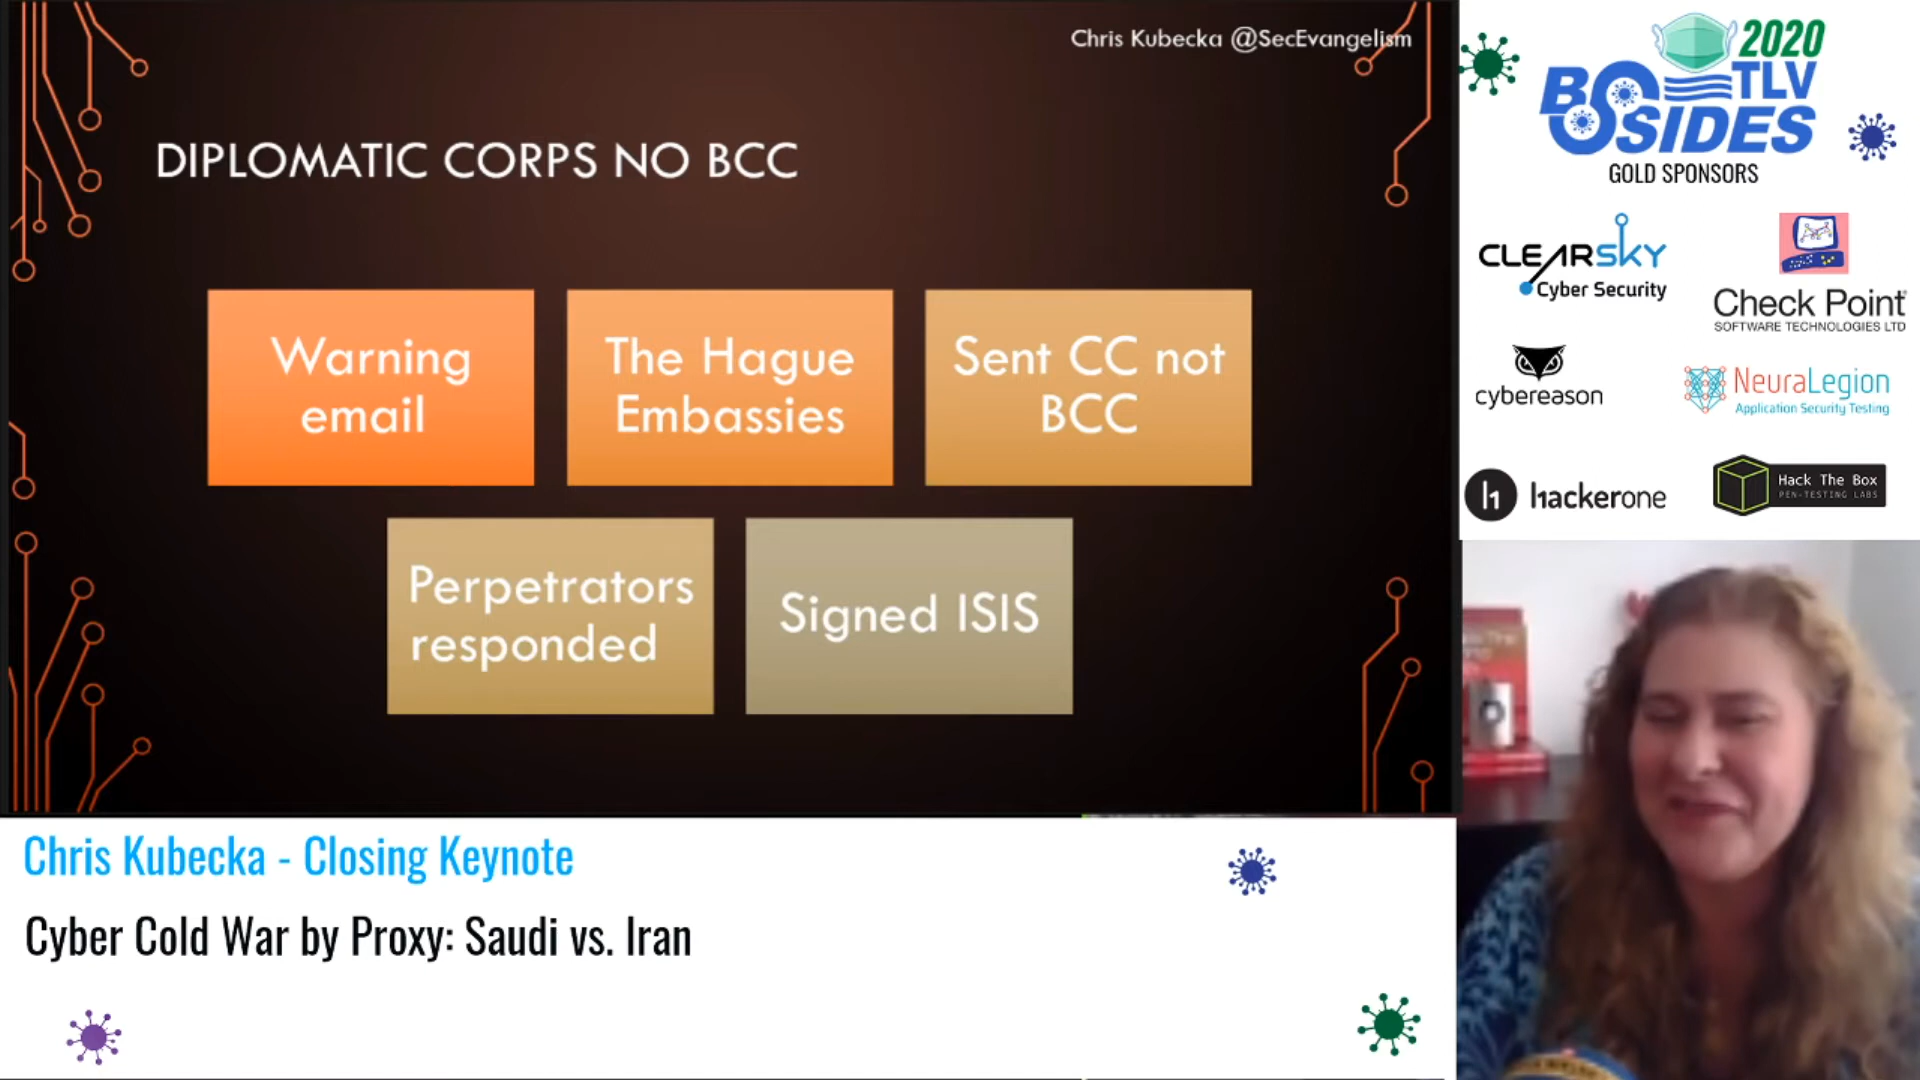 Chris Kubecka @SecEvangelism
DIPLOMATIC CORPS NO BCC
Warning
email
The Hague
Embassies
Sent CC not
BCC
Perpetrators
responded
Signed ISIS
Chris Kubecka - Closing Keynote
Cyber Cold War by Proxy: Saudi vs. Iran
2020
BSIDES
TLV
GOLD SPONSORS
CLEARSKY
Cyber Security
Check Point
SOFTWARE TECHNOLOGIES LTD
cybereason
NeuraLegion
Application Security Testing
h1 hackerone
Hack The Box
PEN-TESTING LABS